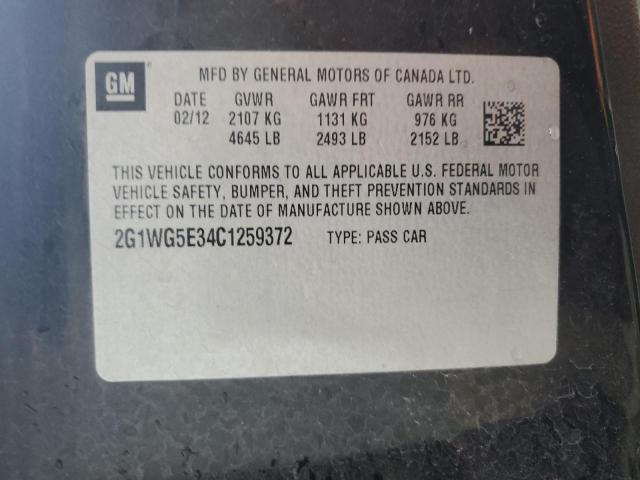 GM
MFD BY GENERAL MOTORS OF CANADA LTD.
DATE GVWR GAWR FRT GAWR RR
02/12 2107 KG 1131 KG 976 KG
4645 LB 2493 LB 2152 LB
THIS VEHICLE CONFORMS TO ALL APPLICABLE U.S. FEDERAL MOTOR
VEHICLE SAFETY, BUMPER, AND THEFT PREVENTION STANDARDS IN
EFFECT ON THE DATE OF MANUFACTURE SHOWN ABOVE.
2G1WG5E34C1259372 TYPE: PASS CAR